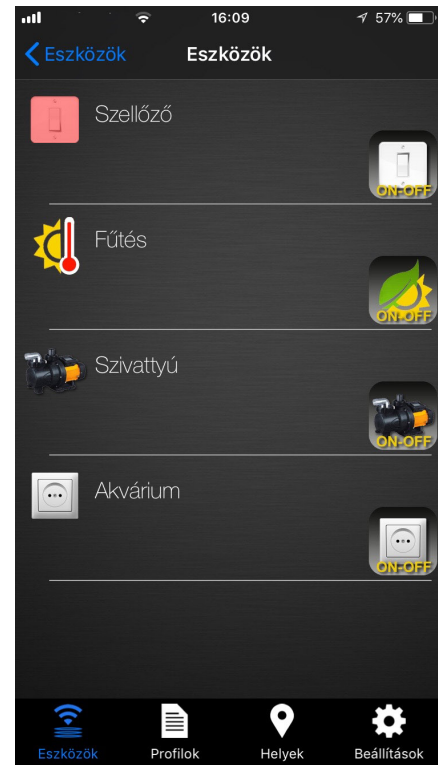 16:09
57%
Eszközök
Eszközök
Szellőző
ON-OFF
Fűtés
ON-OFF
Szivattyú
ON-OFF
Akvárium
ON-OFF
Eszközök
Profilok
Helyek
Beállítások